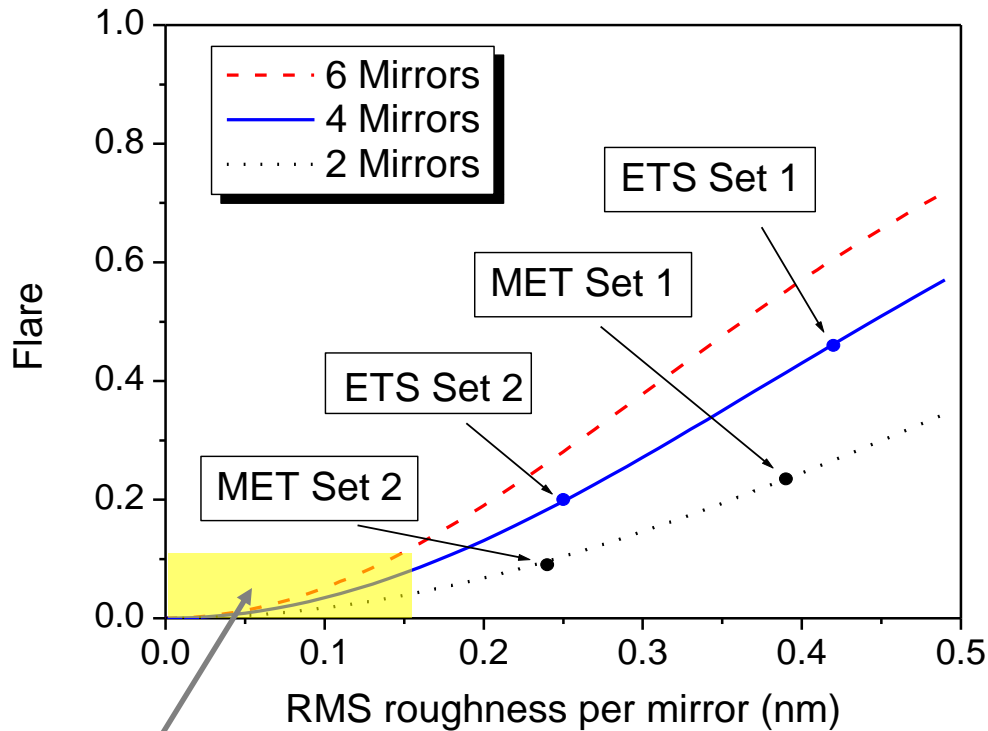 1.0
0.8
0.6
0.4
0.2
0.0
Flare
6 Mirrors
4 Mirrors
2 Mirrors
ETS Set 1
MET Set 1
ETS Set 2
MET Set 2
0.0 0.1 0.2 0.3 0.4 0.5
RMS roughness per mirror (nm)